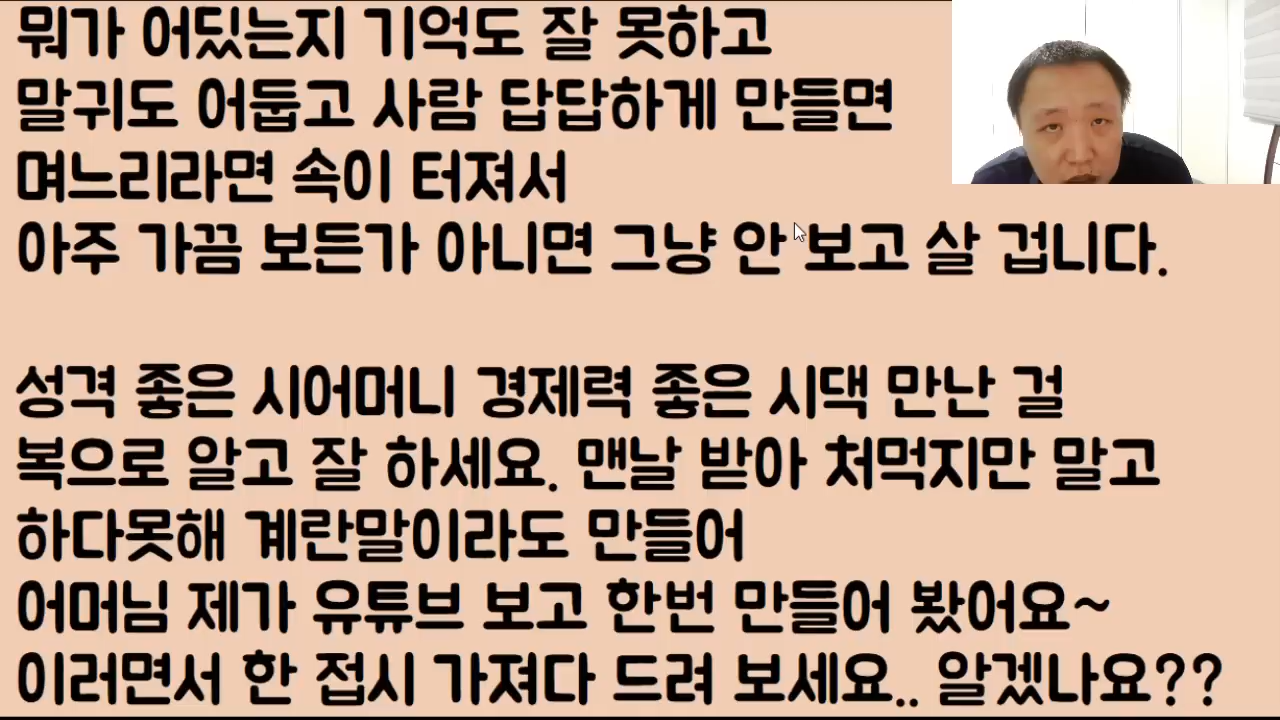 뭐가 어딨는지 기억도 잘 못하고
말귀도 어둡고 사람 답답하게 만들면
며느리라면 속이 터져서
아주 가끔 보든가 아니면 그냥 안 보고 살 겁니다.
성격 좋은 시어머니 경제력 좋은 시댁 만난 걸
복으로 알고 잘 하세요. 맨날 받아 처먹지만 말고
하다못해 계란말이라도 만들어
어머님 제가 유튜브 보고 한번 만들어 봤어요~
이러면서 한 접시 가져다 드려 보세요.. 알겠나요??